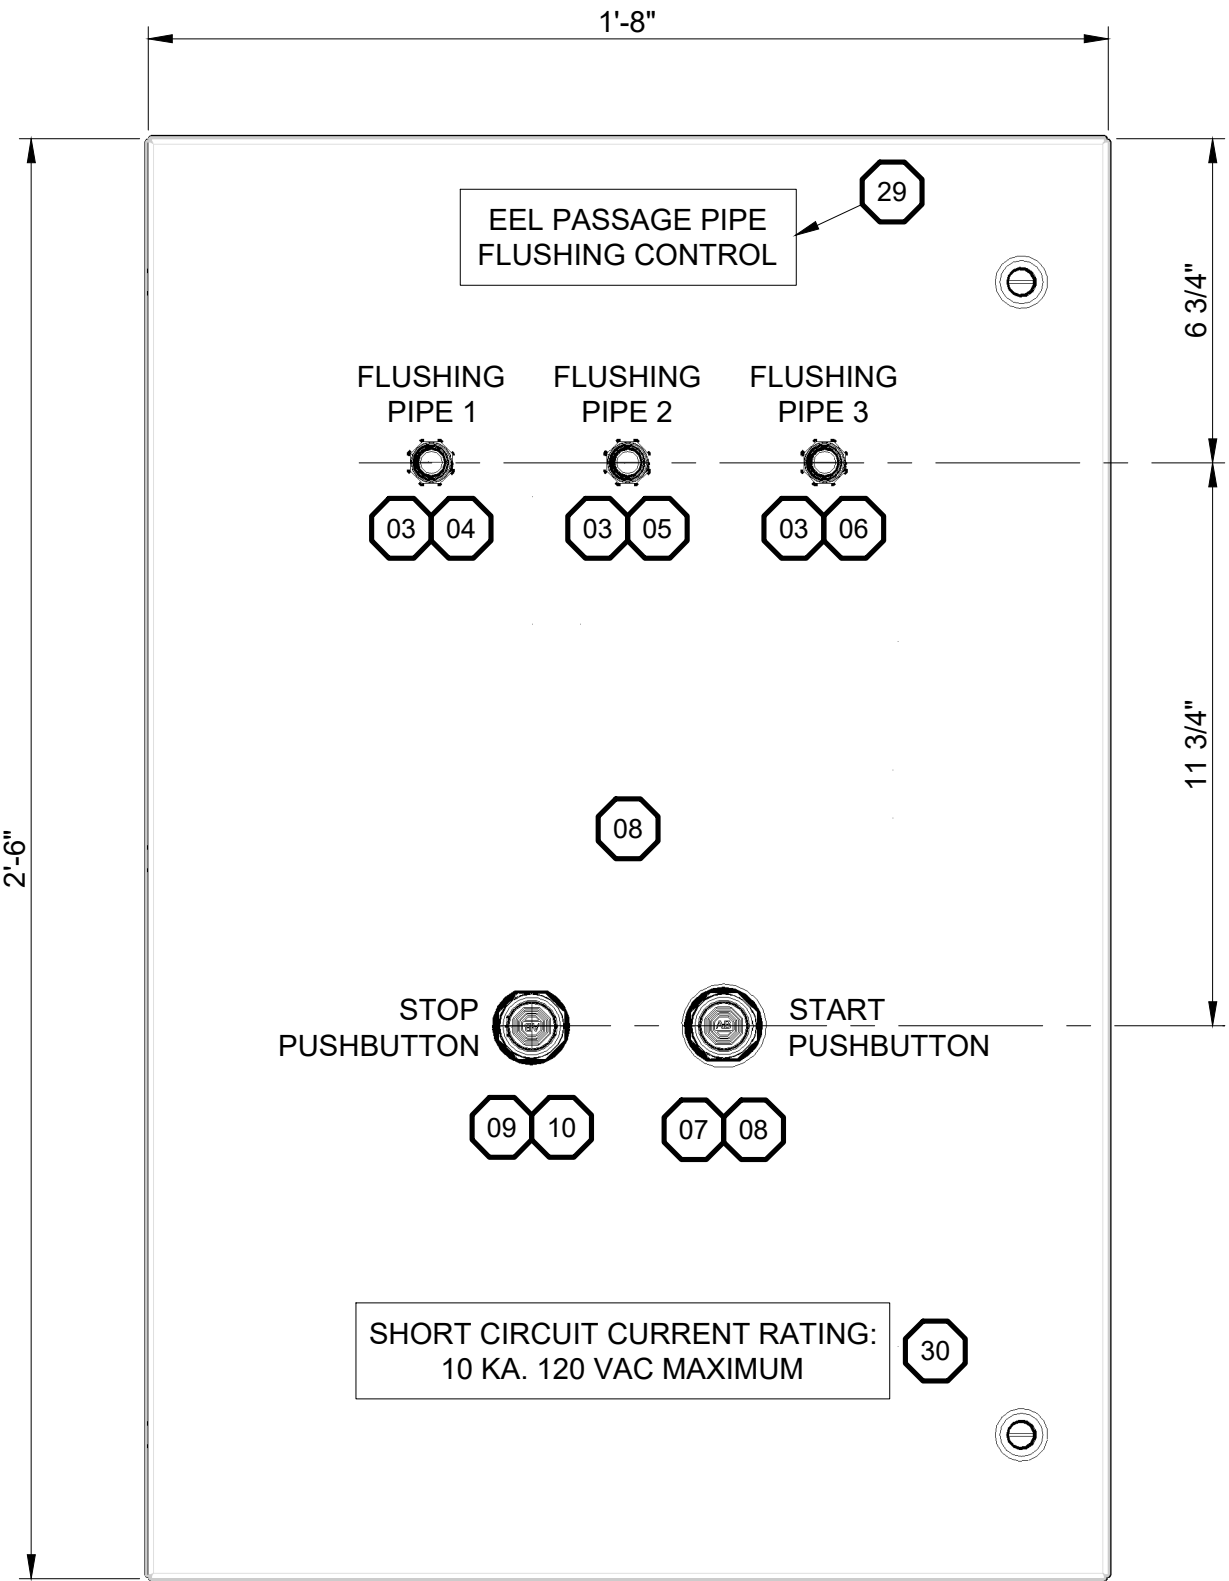 1'-8"
29
EEL PASSAGE PIPE
FLUSHING CONTROL
6 3/4"
FLUSHING
PIPE 1
FLUSHING
PIPE 2
FLUSHING
PIPE 3
03 04
03 05
03 06
11 3/4"
08
2'-6"
STOP
PUSHBUTTON
START
PUSHBUTTON
09 10
07 08
SHORT CIRCUIT CURRENT RATING:
10 KA. 120 VAC MAXIMUM
30